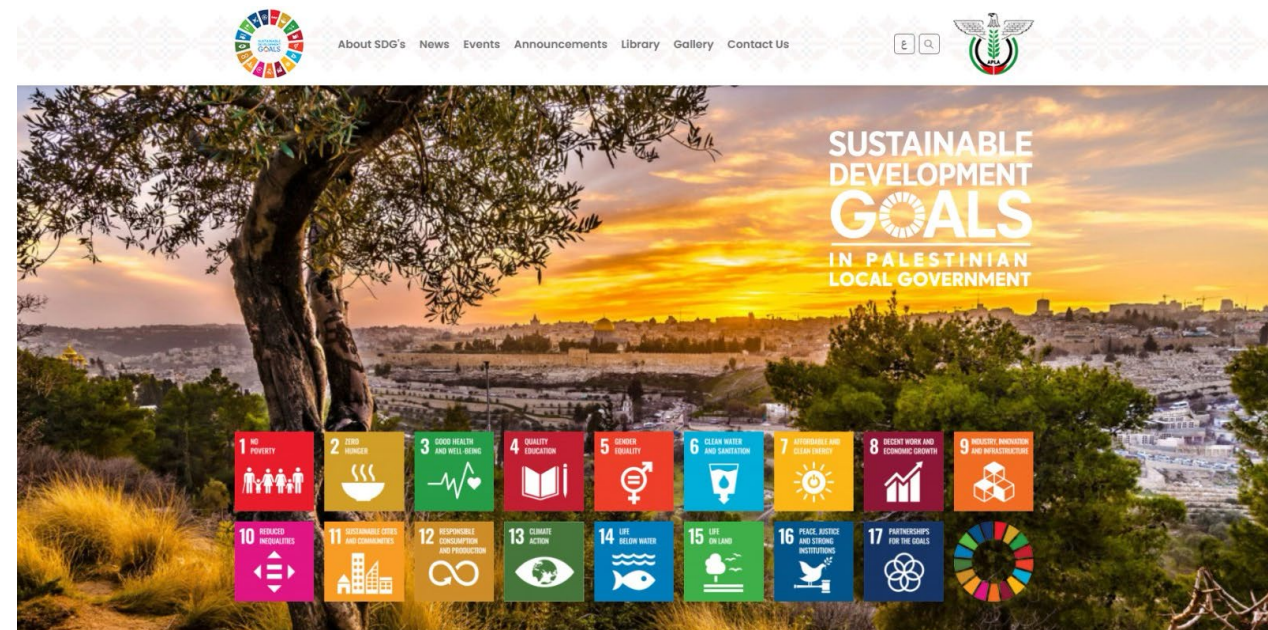 SUSTAINABLE
DEVELOPMENT
GOALS
About SDG's News Events Announcements Library Gallery Contact Us
ع
APLA
SUSTAINABLE
DEVELOPMENT
GOALS
IN PALESTINIAN
LOCAL GOVERNMENT
1 NO
POVERTY
2 ZERO
HUNGER
3 GOOD HEALTH
AND WELL-BEING
4 QUALITY
EDUCATION
5 GENDER
EQUALITY
6 CLEAN WATER
AND SANITATION
7 AFFORDABLE AND
CLEAN ENERGY
8 DECENT WORK AND
ECONOMIC GROWTH
9 INDUSTRY, INNOVATION
AND INFRASTRUCTURE
10 REDUCED
INEQUALITIES
11 SUSTAINABLE CITIES
AND COMMUNITIES
12 RESPONSIBLE
CONSUMPTION
AND PRODUCTION
13 CLIMATE
ACTION
14 LIFE
BELOW WATER
15 LIFE
ON LAND
16 PEACE, JUSTICE
AND STRONG
INSTITUTIONS
17 PARTNERSHIPS
FOR THE GOALS